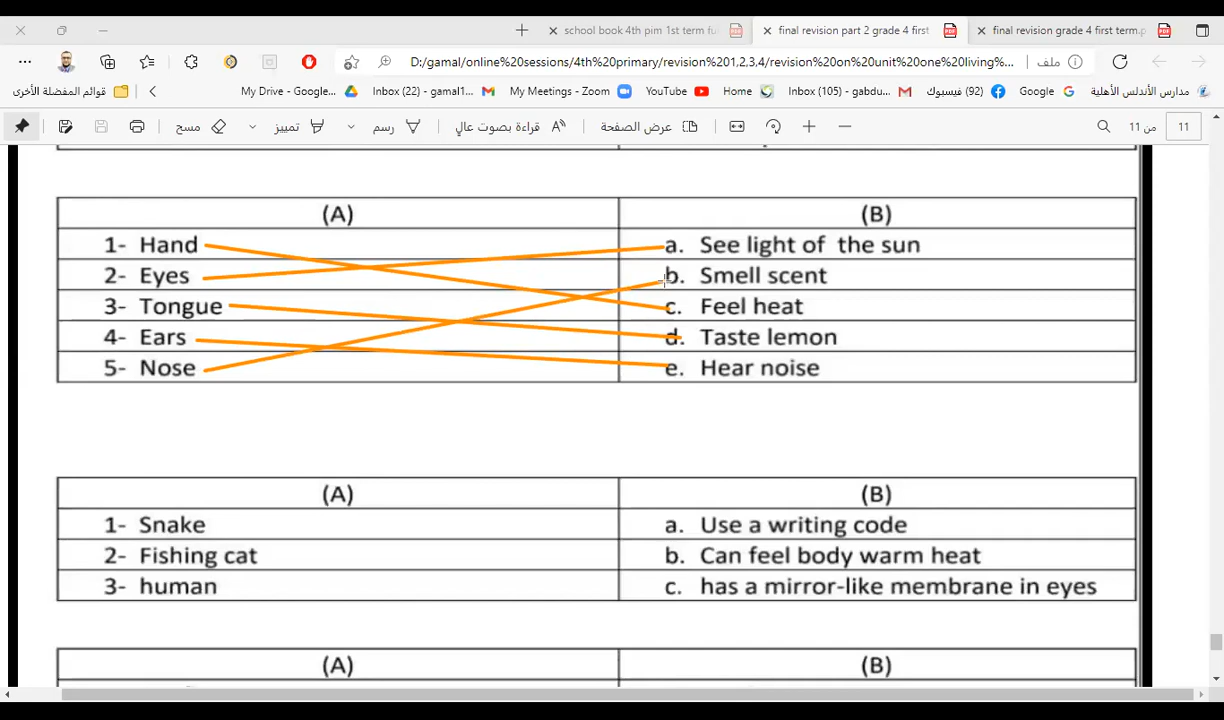 school book 4th pim 1st term fu
final revision part 2 grade 4 first
final revision grade 4 first term.p
D:/gamal/online%20sessions/4th%20primary/revision%201,2,3,4/revision%20on%20unit%20one%20living%...
ملف
قوائم المفضلة الأخرى
My Drive - Google...
Inbox (22) - gamal1...
My Meetings - Zoom
YouTube
Home
Inbox (105) - gabdu...
(92) فيسبوك
Google
مدارس الأندلس الأهلية
مسح
تمييز
رسم
قراءة بصوت عالٍ
عرض الصفحة
11 من
11
(A) (B)
1- Hand a. See light of the sun
2- Eyes b. Smell scent
3- Tongue c. Feel heat
4- Ears d. Taste lemon
5- Nose e. Hear noise
(A) (B)
1- Snake a. Use a writing code
2- Fishing cat b. Can feel body warm heat
3- human c. has a mirror-like membrane in eyes
(A) (B)